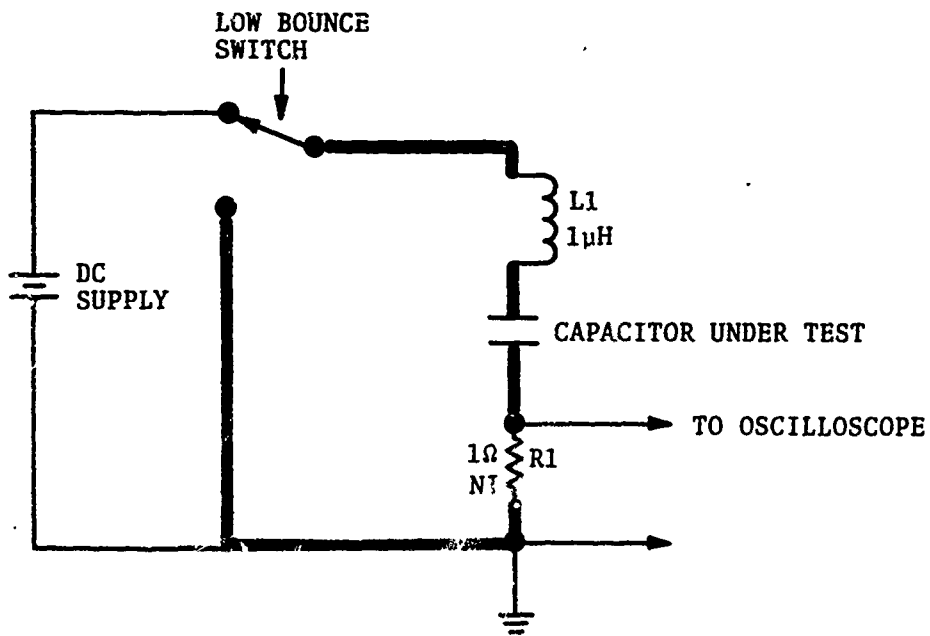 LOW BOUNCE
SWITCH
L1
1µH
DC
SUPPLY
CAPACITOR UNDER TEST
TO OSCILLOSCOPE
1Ω
R1